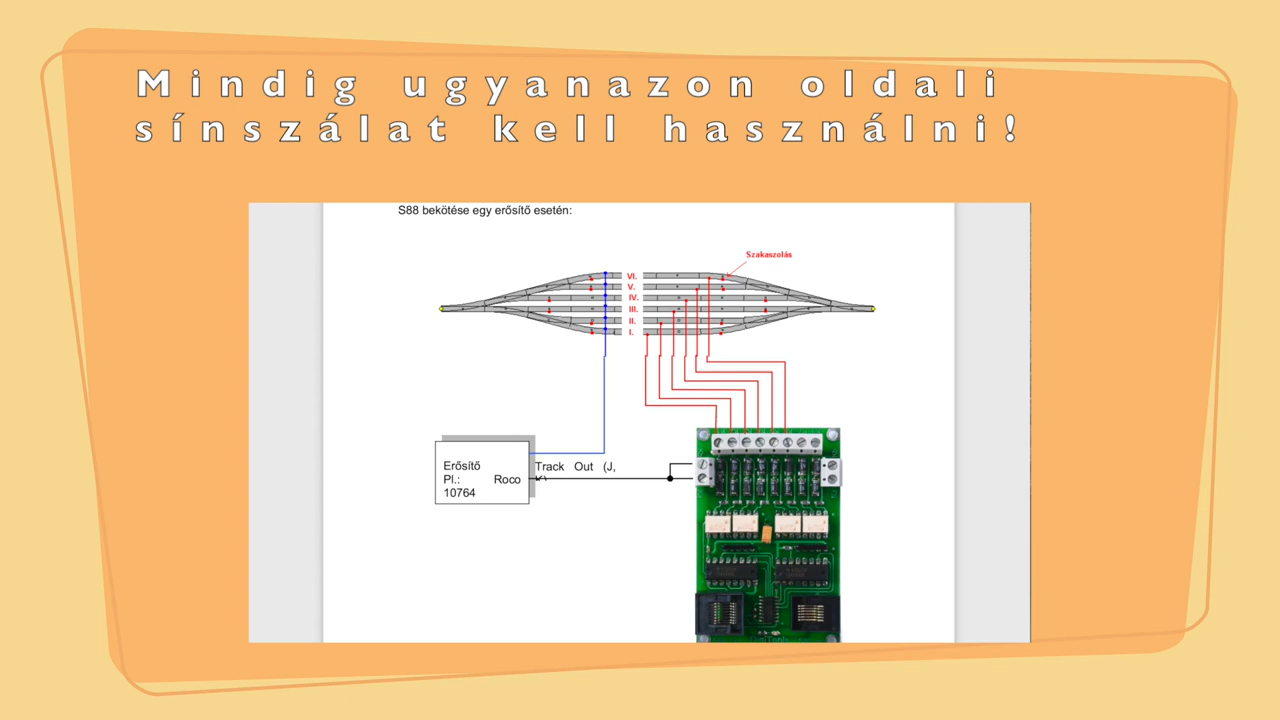 Mindig ugyanazon oldali
sínszálat kell használni!
S88 bekötése egy erősítő esetén:
Szakaszolás
VI.
V.
IV.
III.
II.
I.
Erősítő
Pl.: Roco
10764
Track Out (J,